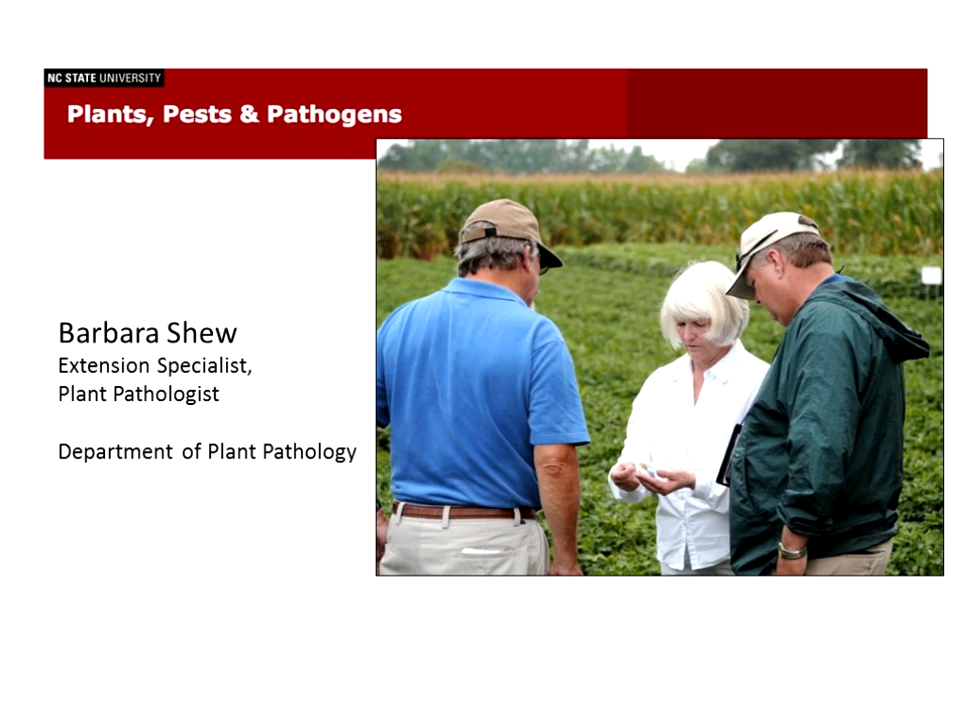 NC STATE UNIVERSITY
Plants, Pests & Pathogens
Barbara Shew
Extension Specialist,
Plant Pathologist
Department of Plant Pathology